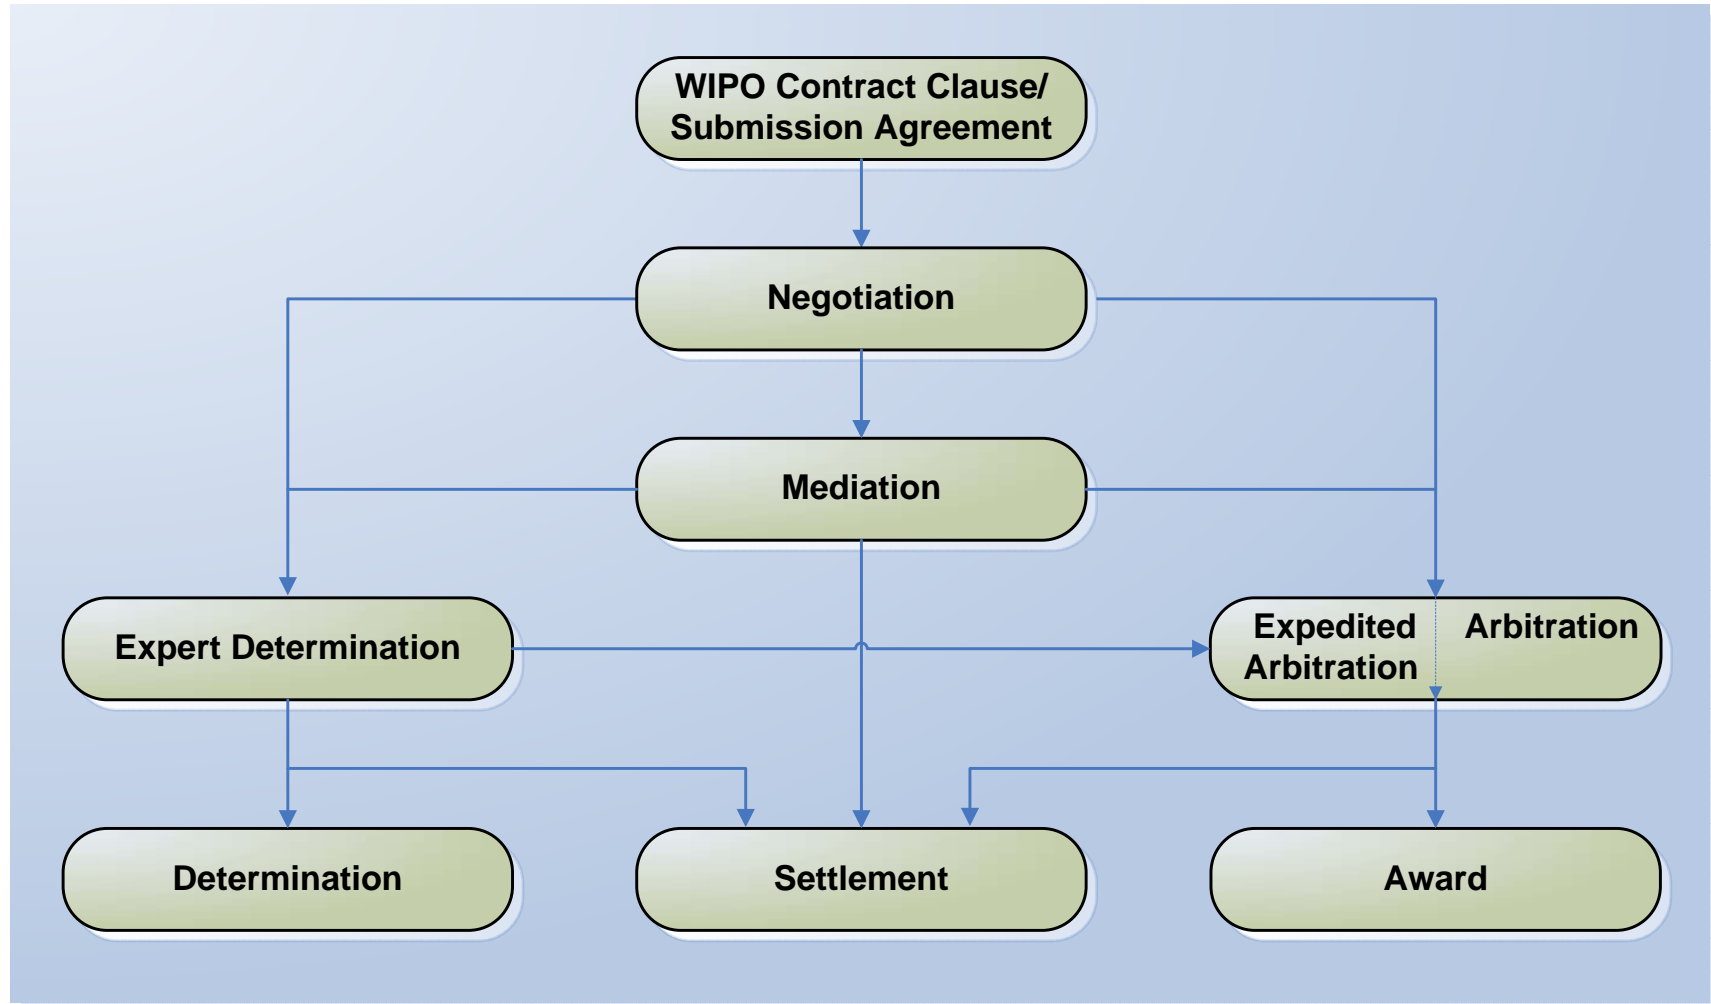 WIPO Contract Clause/
Submission Agreement
Negotiation
Mediation
Expert Determination
Expedited
Arbitration
Arbitration
Determination
Settlement
Award